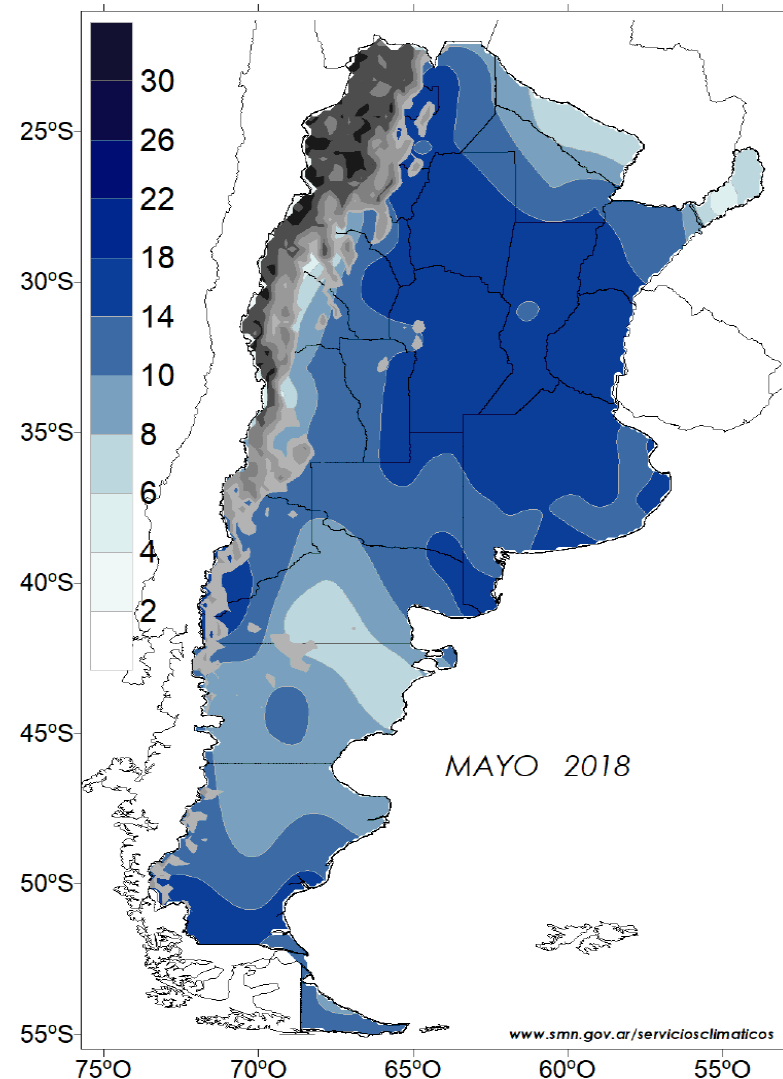 30
26
22
18
14
10
8
6
4
2
25ºS
30ºS
35ºS
40ºS
45ºS
50ºS
55ºS
MAYO 2018
www.smn.gov.ar/serviciosclimaticos
75ºO
70ºO
65ºO
60ºO
55ºO